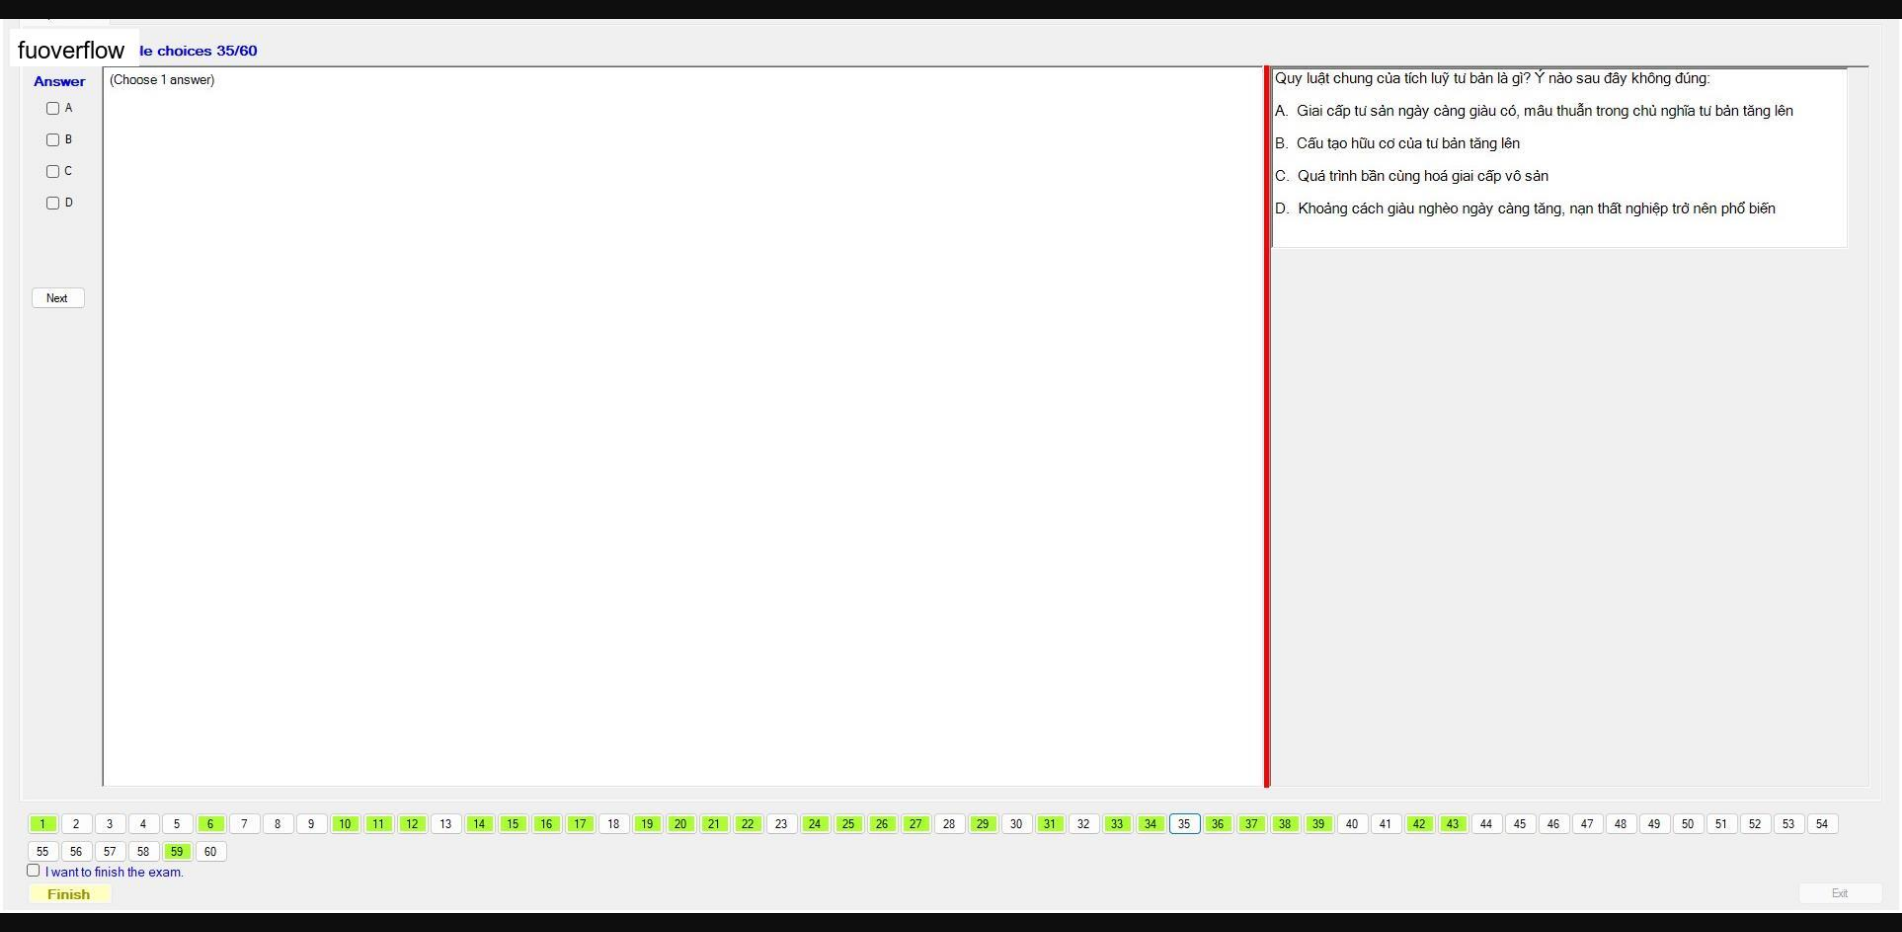 fuoverflow
le choices 35/60
Answer
(Choose 1 answer)
A
B
C
D
Next
Quy luật chung của tích luỹ tư bản là gì? Ý nào sau đây không đúng:
A. Giai cấp tư sản ngày càng giàu có, mâu thuẫn trong chủ nghĩa tư bản tăng lên
B. Cấu tạo hữu cơ của tư bản tăng lên
C. Quá trình bần cùng hoá giai cấp vô sản
D. Khoảng cách giàu nghèo ngày càng tăng, nạn thất nghiệp trở nên phổ biến
1 2 3 4 5 6 7 8 9 10 11 12 13 14 15 16 17 18 19 20 21 22 23 24 25 26 27 28 29 30 31 32 33 34 35 36 37 38 39 40 41 42 43 44 45 46 47 48 49 50 51 52 53 54
55 56 57 58 59 60
I want to finish the exam.
Finish
Exit